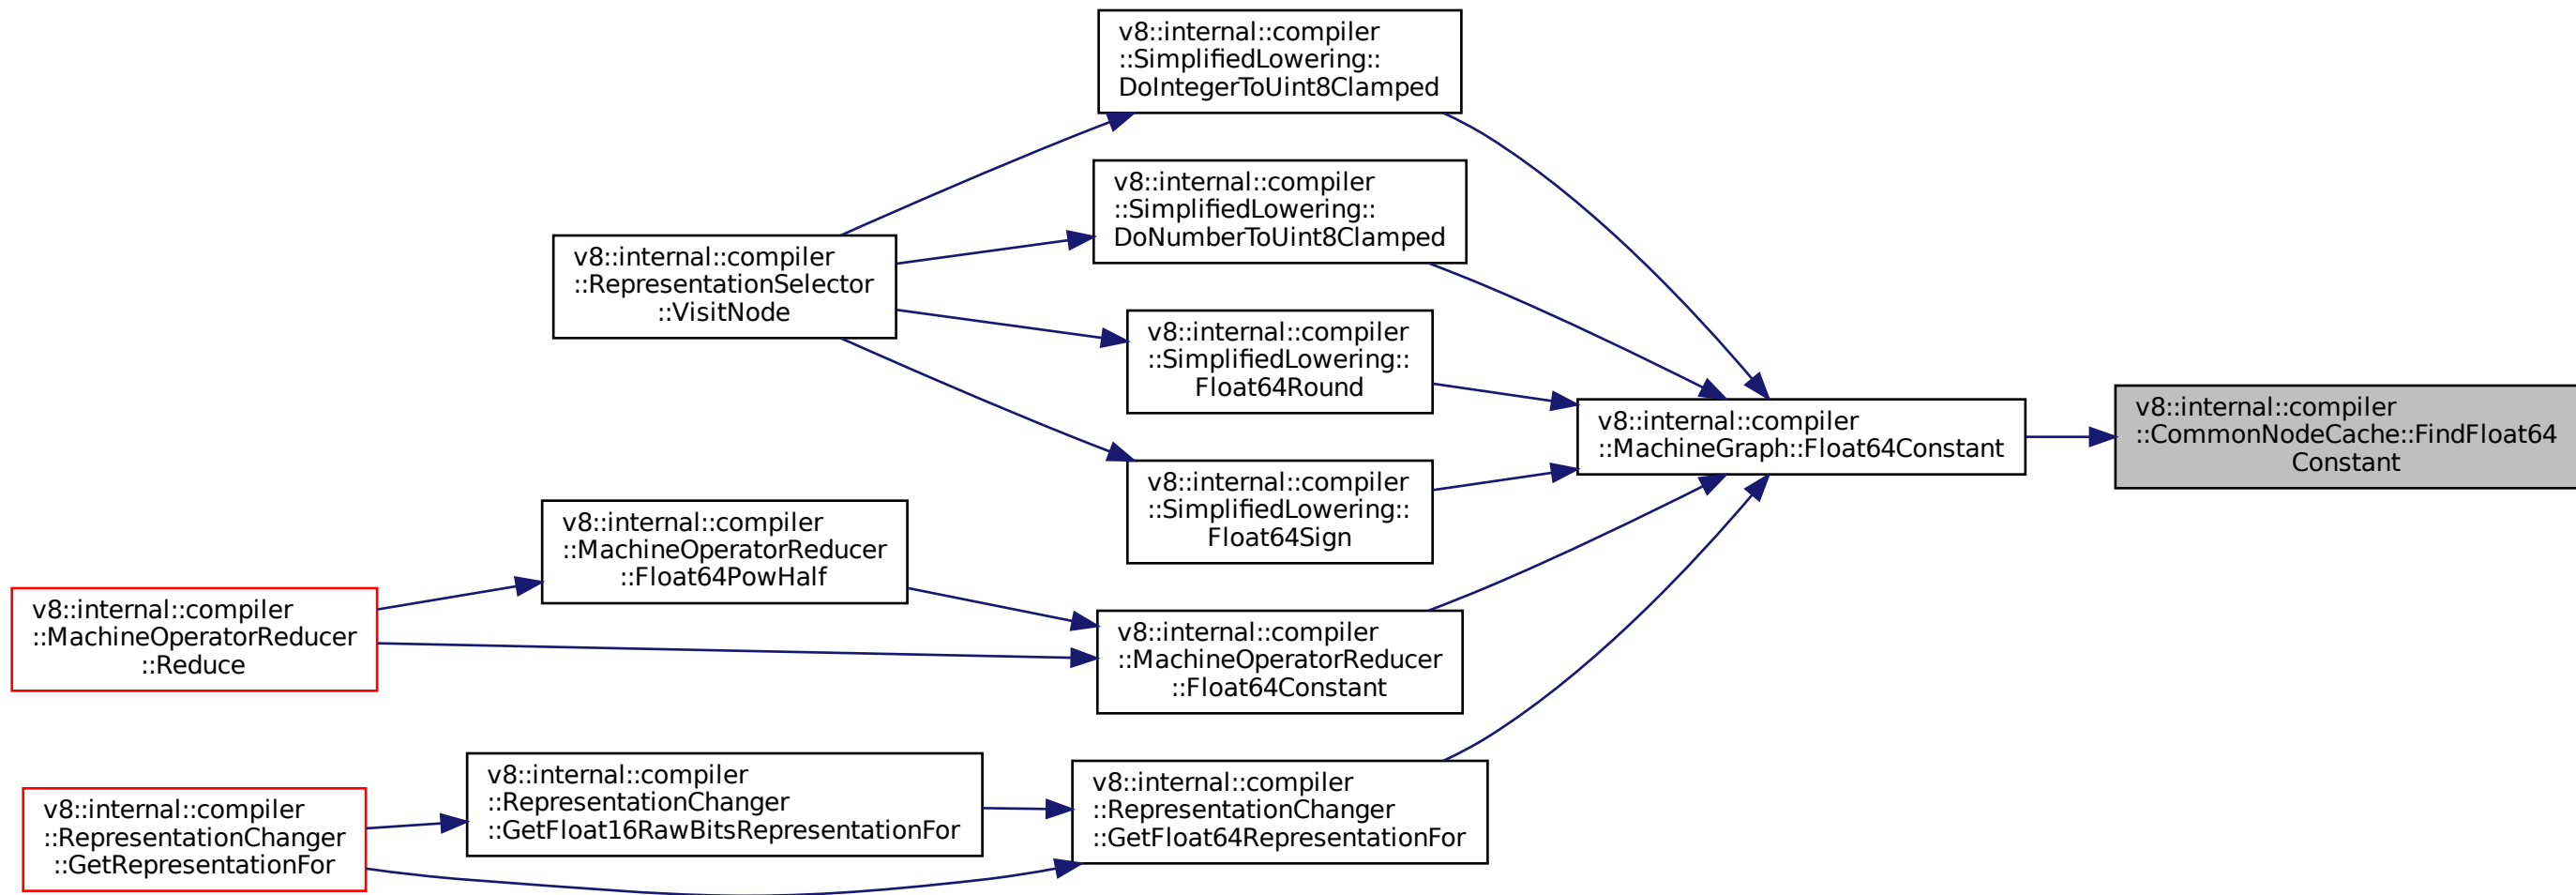 v8::internal::compiler
::SimplifiedLowering::
DoIntegerToUint8Clamped
v8::internal::compiler
::SimplifiedLowering::
DoNumberToUint8Clamped
v8::internal::compiler
::RepresentationSelector
::VisitNode
v8::internal::compiler
::SimplifiedLowering::
Float64Round
v8::internal::compiler
::MachineGraph::Float64Constant
v8::internal::compiler
::CommonNodeCache::FindFloat64
Constant
v8::internal::compiler
::SimplifiedLowering::
Float64Sign
v8::internal::compiler
::MachineOperatorReducer
::Float64PowHalf
v8::internal::compiler
::MachineOperatorReducer
::Reduce
v8::internal::compiler
::MachineOperatorReducer
::Float64Constant
v8::internal::compiler
::RepresentationChanger
::GetFloat16RawBitsRepresentationFor
v8::internal::compiler
::RepresentationChanger
::GetFloat64RepresentationFor
v8::internal::compiler
::RepresentationChanger
::GetRepresentationFor